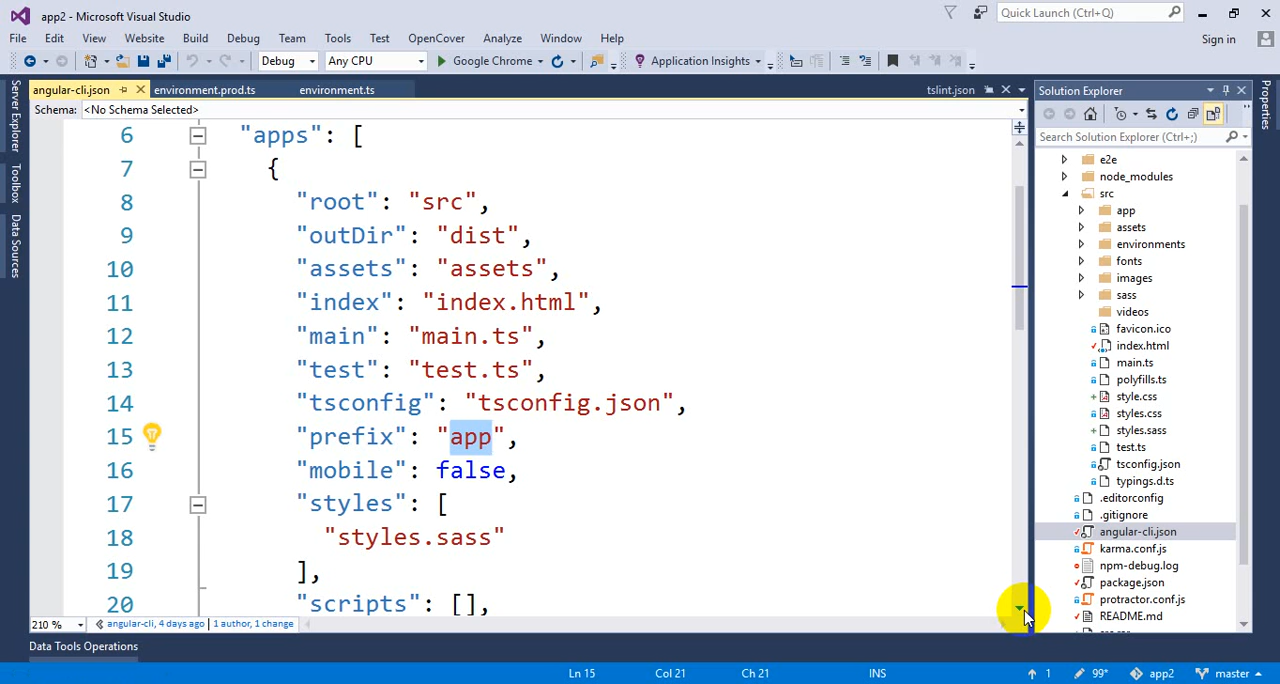 app2 - Microsoft Visual Studio
Quick Launch (Ctrl+Q)
File Edit View Website Build Debug Team Tools Test OpenCover Analyze Window Help
Sign in
Debug Any CPU Google Chrome Application Insights
Server Explorer
Toolbox
Data Sources
angular-cli.json environment.prod.ts environment.ts tslint.json
Schema: <No Schema Selected>
6 "apps": [
7 {
8 "root": "src",
9 "outDir": "dist",
10 "assets": "assets",
11 "index": "index.html",
12 "main": "main.ts",
13 "test": "test.ts",
14 "tsconfig": "tsconfig.json",
15 "prefix": "app",
16 "mobile": false,
17 "styles": [
18 "styles.sass"
19 ],
20 "scripts": [],
210 %
angular-cli, 4 days ago | 1 author, 1 change
Solution Explorer
Search Solution Explorer (Ctrl+;)
e2e
node_modules
src
app
assets
environments
fonts
images
sass
videos
favicon.ico
index.html
main.ts
polyfills.ts
style.css
styles.css
styles.sass
test.ts
tsconfig.json
typings.d.ts
.editorconfig
.gitignore
angular-cli.json
karma.conf.js
npm-debug.log
package.json
protractor.conf.js
README.md
Properties
Data Tools Operations
Ln 15 Col 21 Ch 21 INS 1 99* app2 master